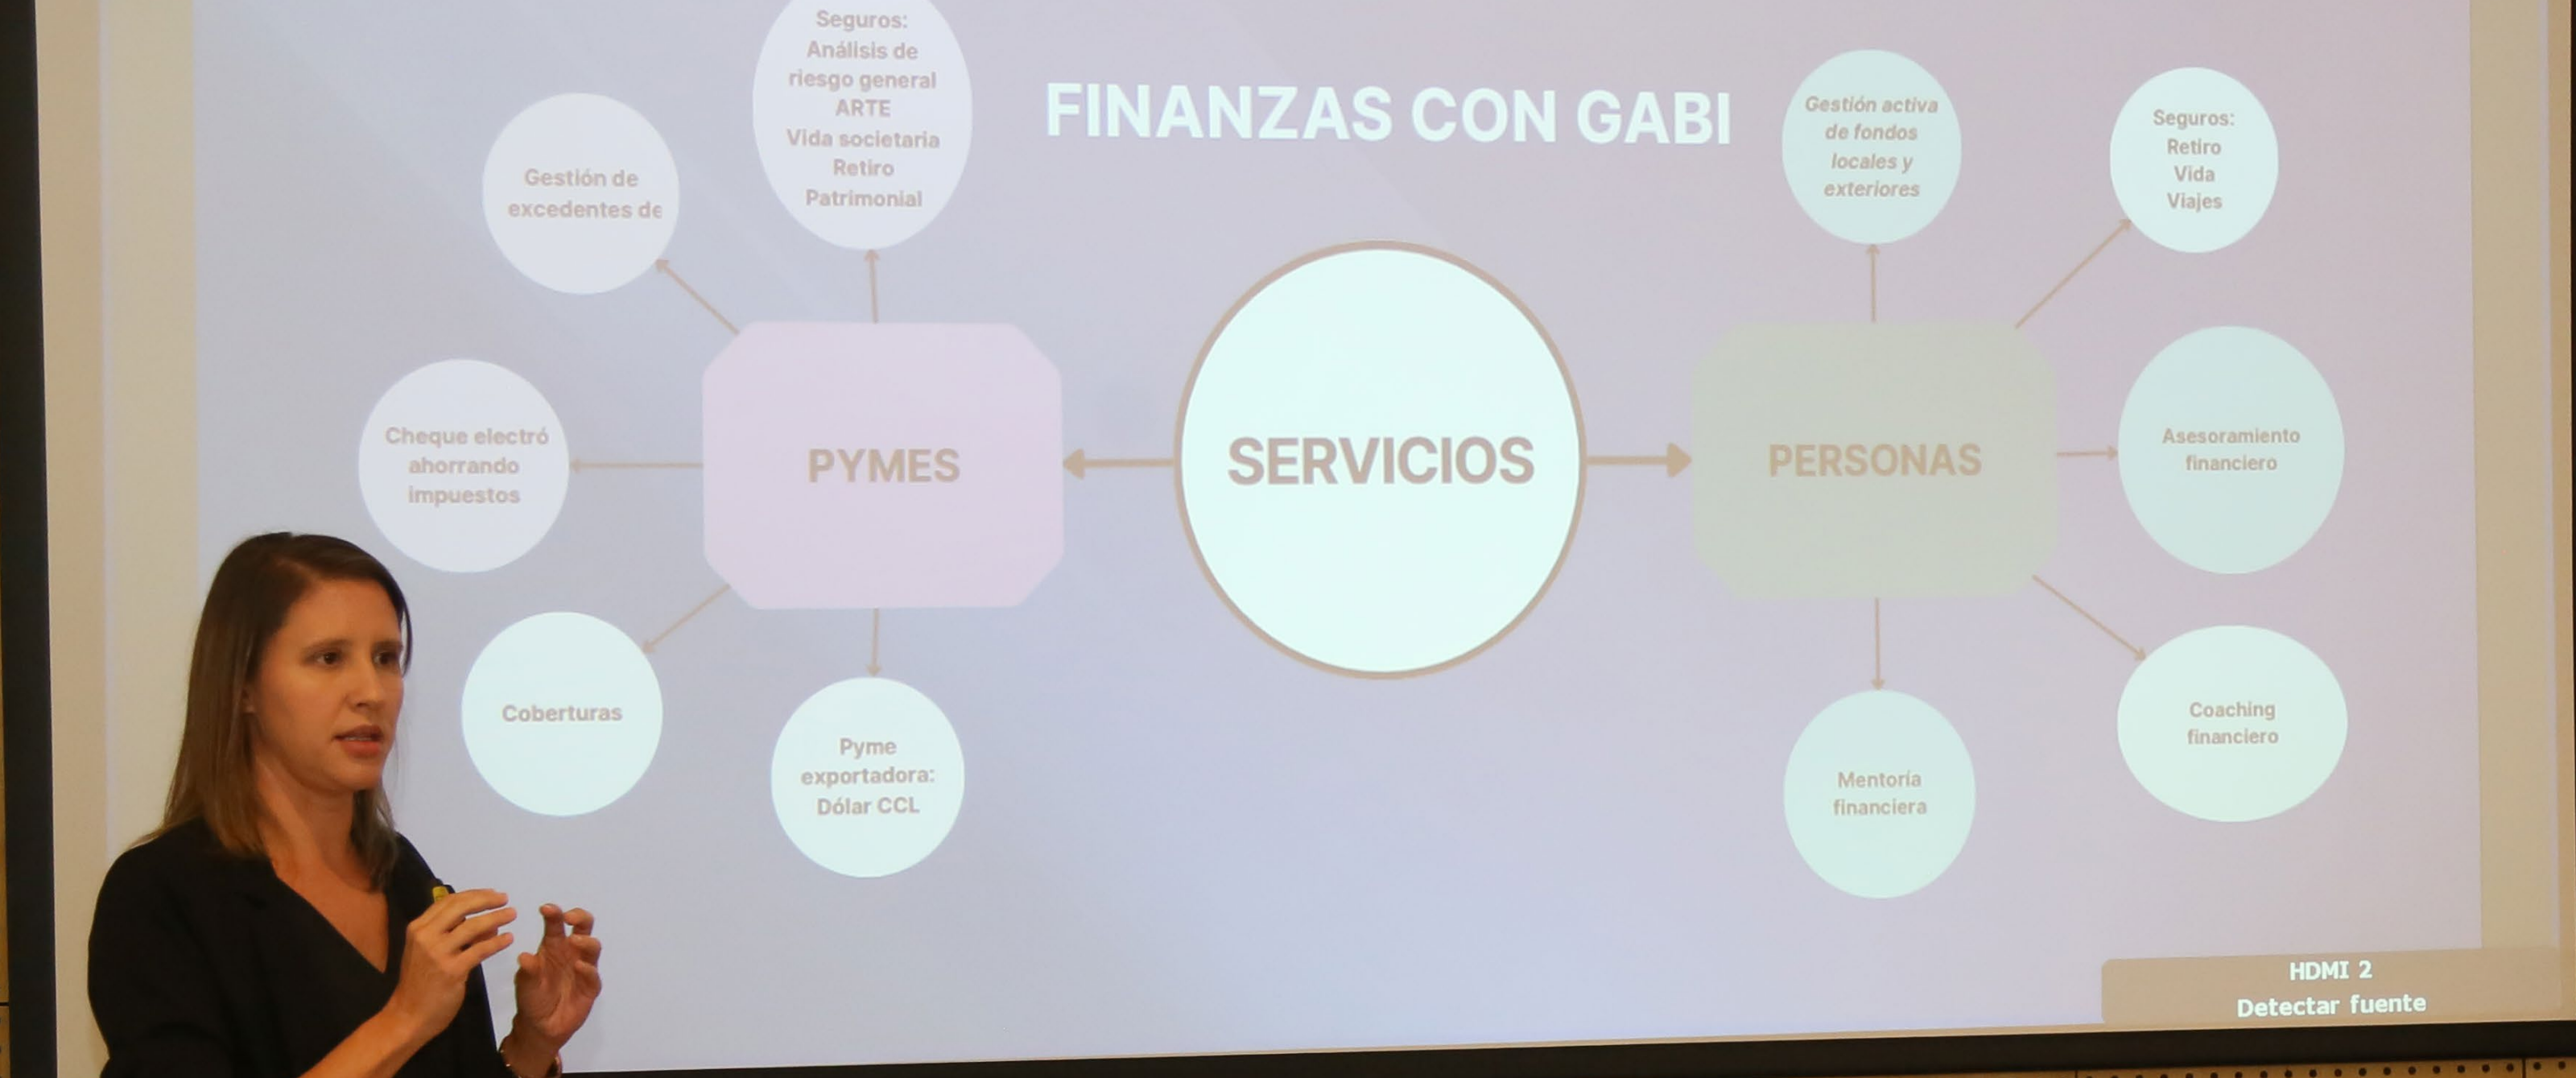 FINANZAS CON GABI
SERVICIOS
PYMES
Seguros:
Análisis de
riesgo general
ARTE
Vida societaria
Retiro
Patrimonial
Gestión de
excedentes de
Cheque electró
ahorrando
impuestos
Coberturas
Pyme
exportadora:
Dólar CCL
PERSONAS
Gestión activa
de fondos
locales y
exteriores
Seguros:
Retiro
Vida
Viajes
Asesoramiento
financiero
Coaching
financiero
Mentoría
financiera
HDMI 2
Detectar fuente